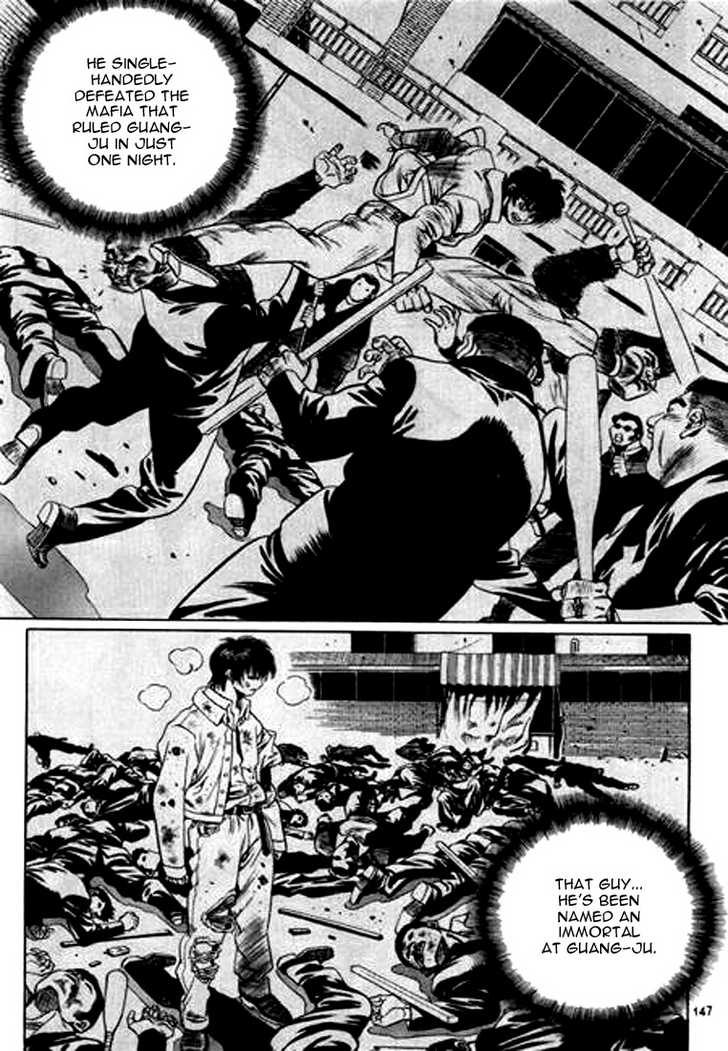 HE SINGLE-
HANDEDLY
DEFEATED THE
MAFIA THAT
RULED GUANG-
JU IN JUST
ONE NIGHT.
THAT GUY...
HE'S BEEN
NAMED AN
IMMORTAL
AT GUANG-JU.
147